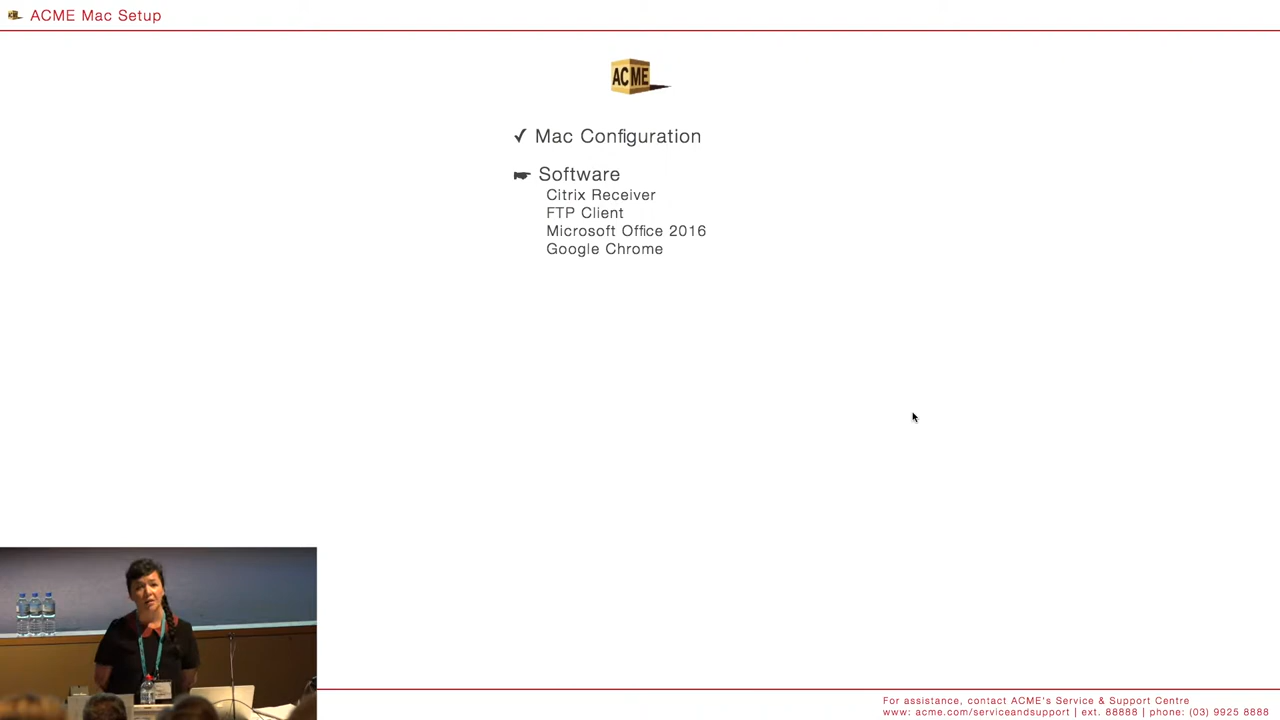 ACME Mac Setup
ACME
✓ Mac Configuration
☛ Software
Citrix Receiver
FTP Client
Microsoft Office 2016
Google Chrome
For assistance, contact ACME's Service & Support Centre
www: acme.com/serviceandsupport | ext. 88888 | phone: (03) 9925 8888